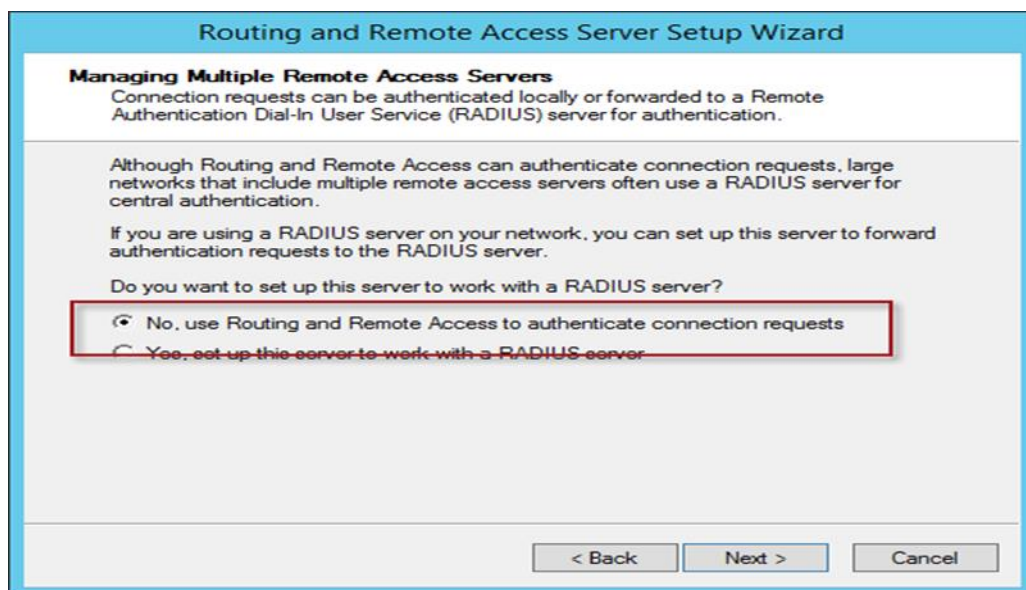 Routing and Remote Access Server Setup Wizard
Managing Multiple Remote Access Servers
Connection requests can be authenticated locally or forwarded to a Remote
Authentication Dial-In User Service (RADIUS) server for authentication.
Although Routing and Remote Access can authenticate connection requests, large
networks that include multiple remote access servers often use a RADIUS server for
central authentication.
If you are using a RADIUS server on your network, you can set up this server to forward
authentication requests to the RADIUS server.
Do you want to set up this server to work with a RADIUS server?
No, use Routing and Remote Access to authenticate connection requests
Yes, set up this server to work with a RADIUS server
< Back Next > Cancel